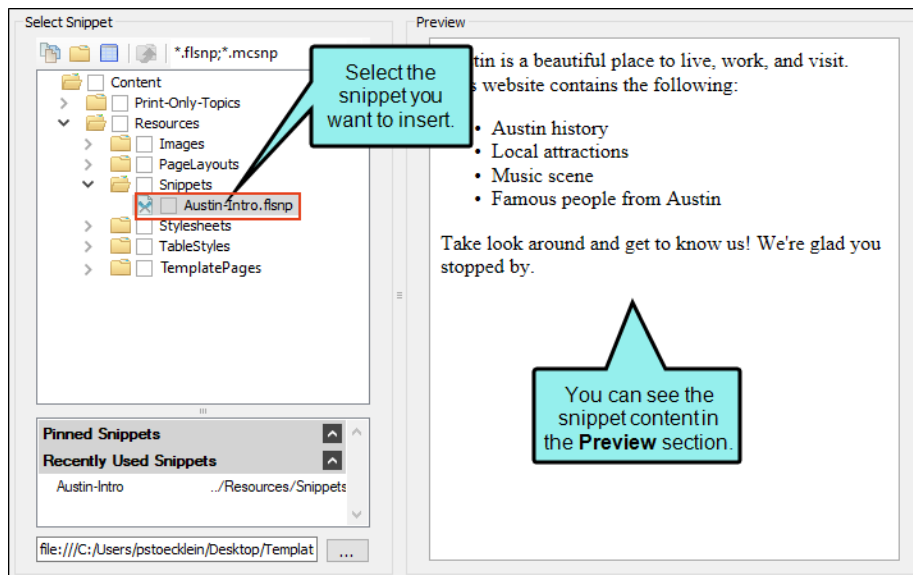 Select Snippet
*.flsnp;*.mcsnp
Content
Print-Only-Topics
Resources
Images
PageLayouts
Snippets
Austin-Intro.flsnp
Stylesheets
TableStyles
TemplatePages
Select the
snippet you
want to insert.
Pinned Snippets
Recently Used Snippets
Austin-Intro ../Resources/Snippets
file:///C:/Users/pstoecklein/Desktop/Templat ...
Preview
tin is a beautiful place to live, work, and visit.
s website contains the following:
• Austin history
• Local attractions
• Music scene
• Famous people from Austin
Take look around and get to know us! We're glad you
stopped by.
You can see the
snippet content in
the Preview section.